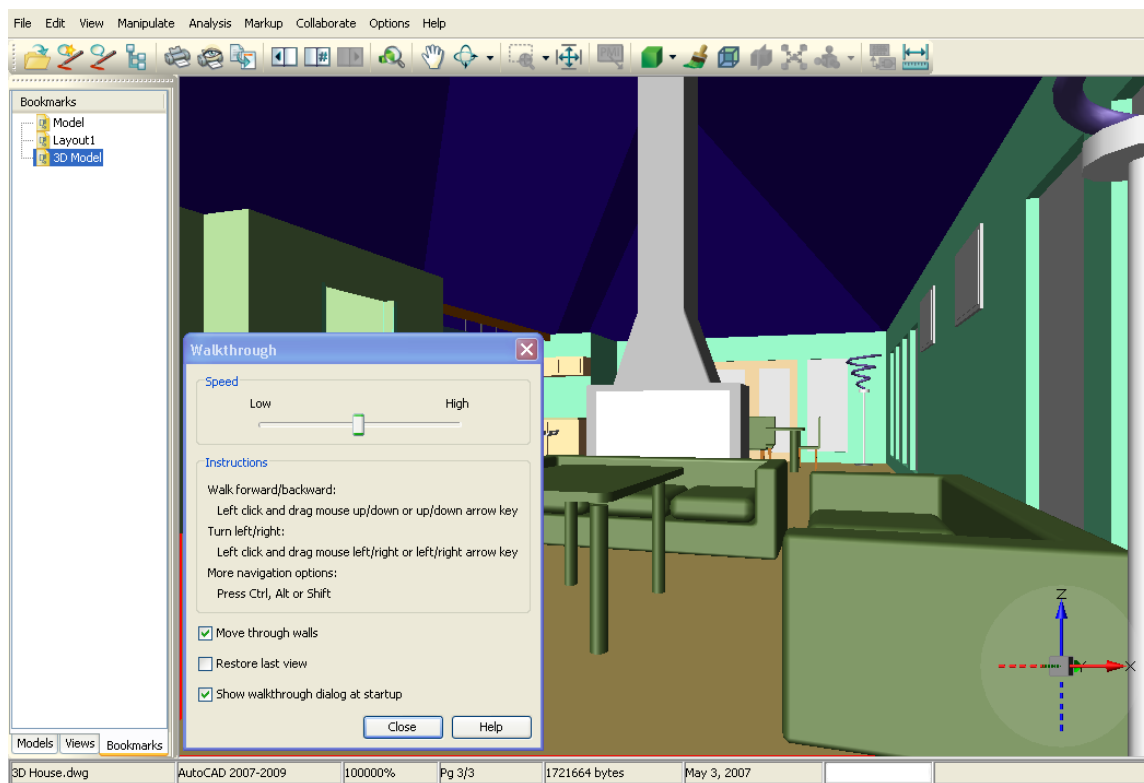 File Edit View Manipulate Analysis Markup Collaborate Options Help
#
PMI
Bookmarks
Model
Layout1
3D Model
Walkthrough
Speed
Low High
Instructions
Walk forward/backward:
Left click and drag mouse up/down or up/down arrow key
Turn left/right:
Left click and drag mouse left/right or left/right arrow key
More navigation options:
Press Ctrl, Alt or Shift
Move through walls
Restore last view
Show walkthrough dialog at startup
Close Help
Z
Y X
Models Views Bookmarks
3D House.dwg AutoCAD 2007-2009 100000% Pg 3/3 1721664 bytes May 3, 2007